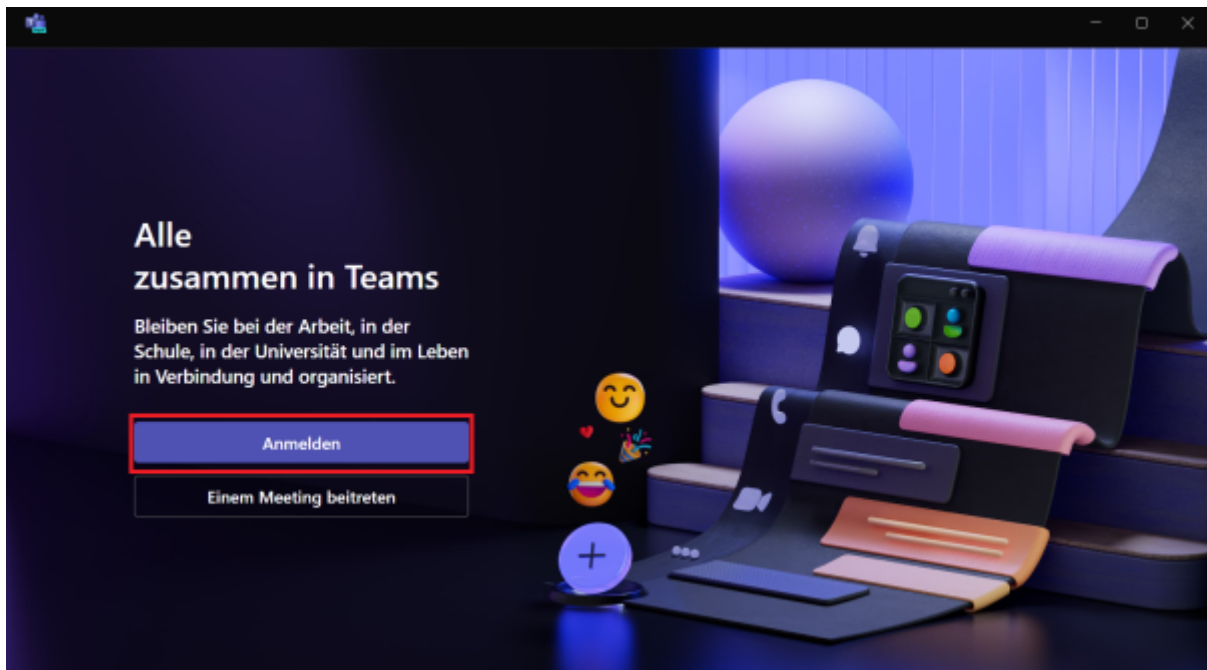 Alle
zusammen in Teams
Bleiben Sie bei der Arbeit, in der
Schule, in der Universität und im Leben
in Verbindung und organisiert.
Anmelden
Einem Meeting beitreten